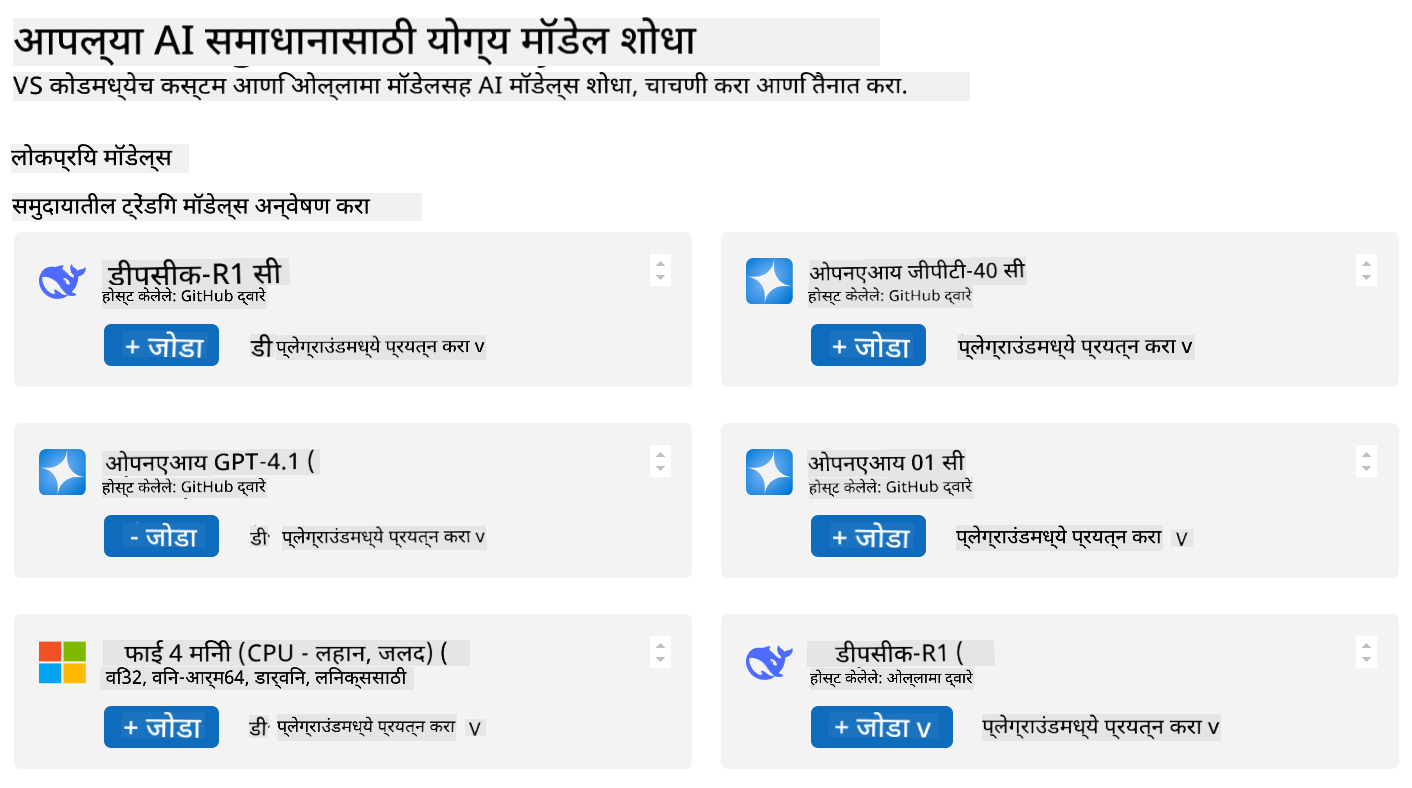 आपल्या AI समाधानासाठी योग्य मॉडेल शोधा
VS कोडमध्येच कस्टम आणि ओल्लामा मॉडेलसह AI मॉडेल्स शोधा, चाचणी करा आणि तैनात करा.
लोकप्रिय मॉडेल्स
समुदायातील ट्रेंडिंग मॉडेल्स अन्वेषण करा
डीपसीक-R1 सी
होस्ट केलेले: GitHub द्वारे
+ जोडा
डी प्लेग्राउंडमध्ये प्रयत्न करा v
ओपनएआय जीपीटी-40 सी
होस्ट केलेले: GitHub द्वारे
+ जोडा
प्लेग्राउंडमध्ये प्रयत्न करा v
ओपनएआय GPT-4.1 (
होस्ट केलेले: GitHub द्वारे
- जोडा
डी प्लेग्राउंडमध्ये प्रयत्न करा v
ओपनएआय 01 सी
होस्ट केलेले: GitHub द्वारे
+ जोडा
प्लेग्राउंडमध्ये प्रयत्न करा V
फाई 4 मिनी (CPU - लहान, जलद) (
वि32, विन-आर्म64, डार्विन, लिनक्ससाठी
+ जोडा
डी प्लेग्राउंडमध्ये प्रयत्न करा V
डीपसीक-R1 (
होस्ट केलेले: ओल्लामा द्वारे
+ जोडा v
प्लेग्राउंडमध्ये प्रयत्न करा v